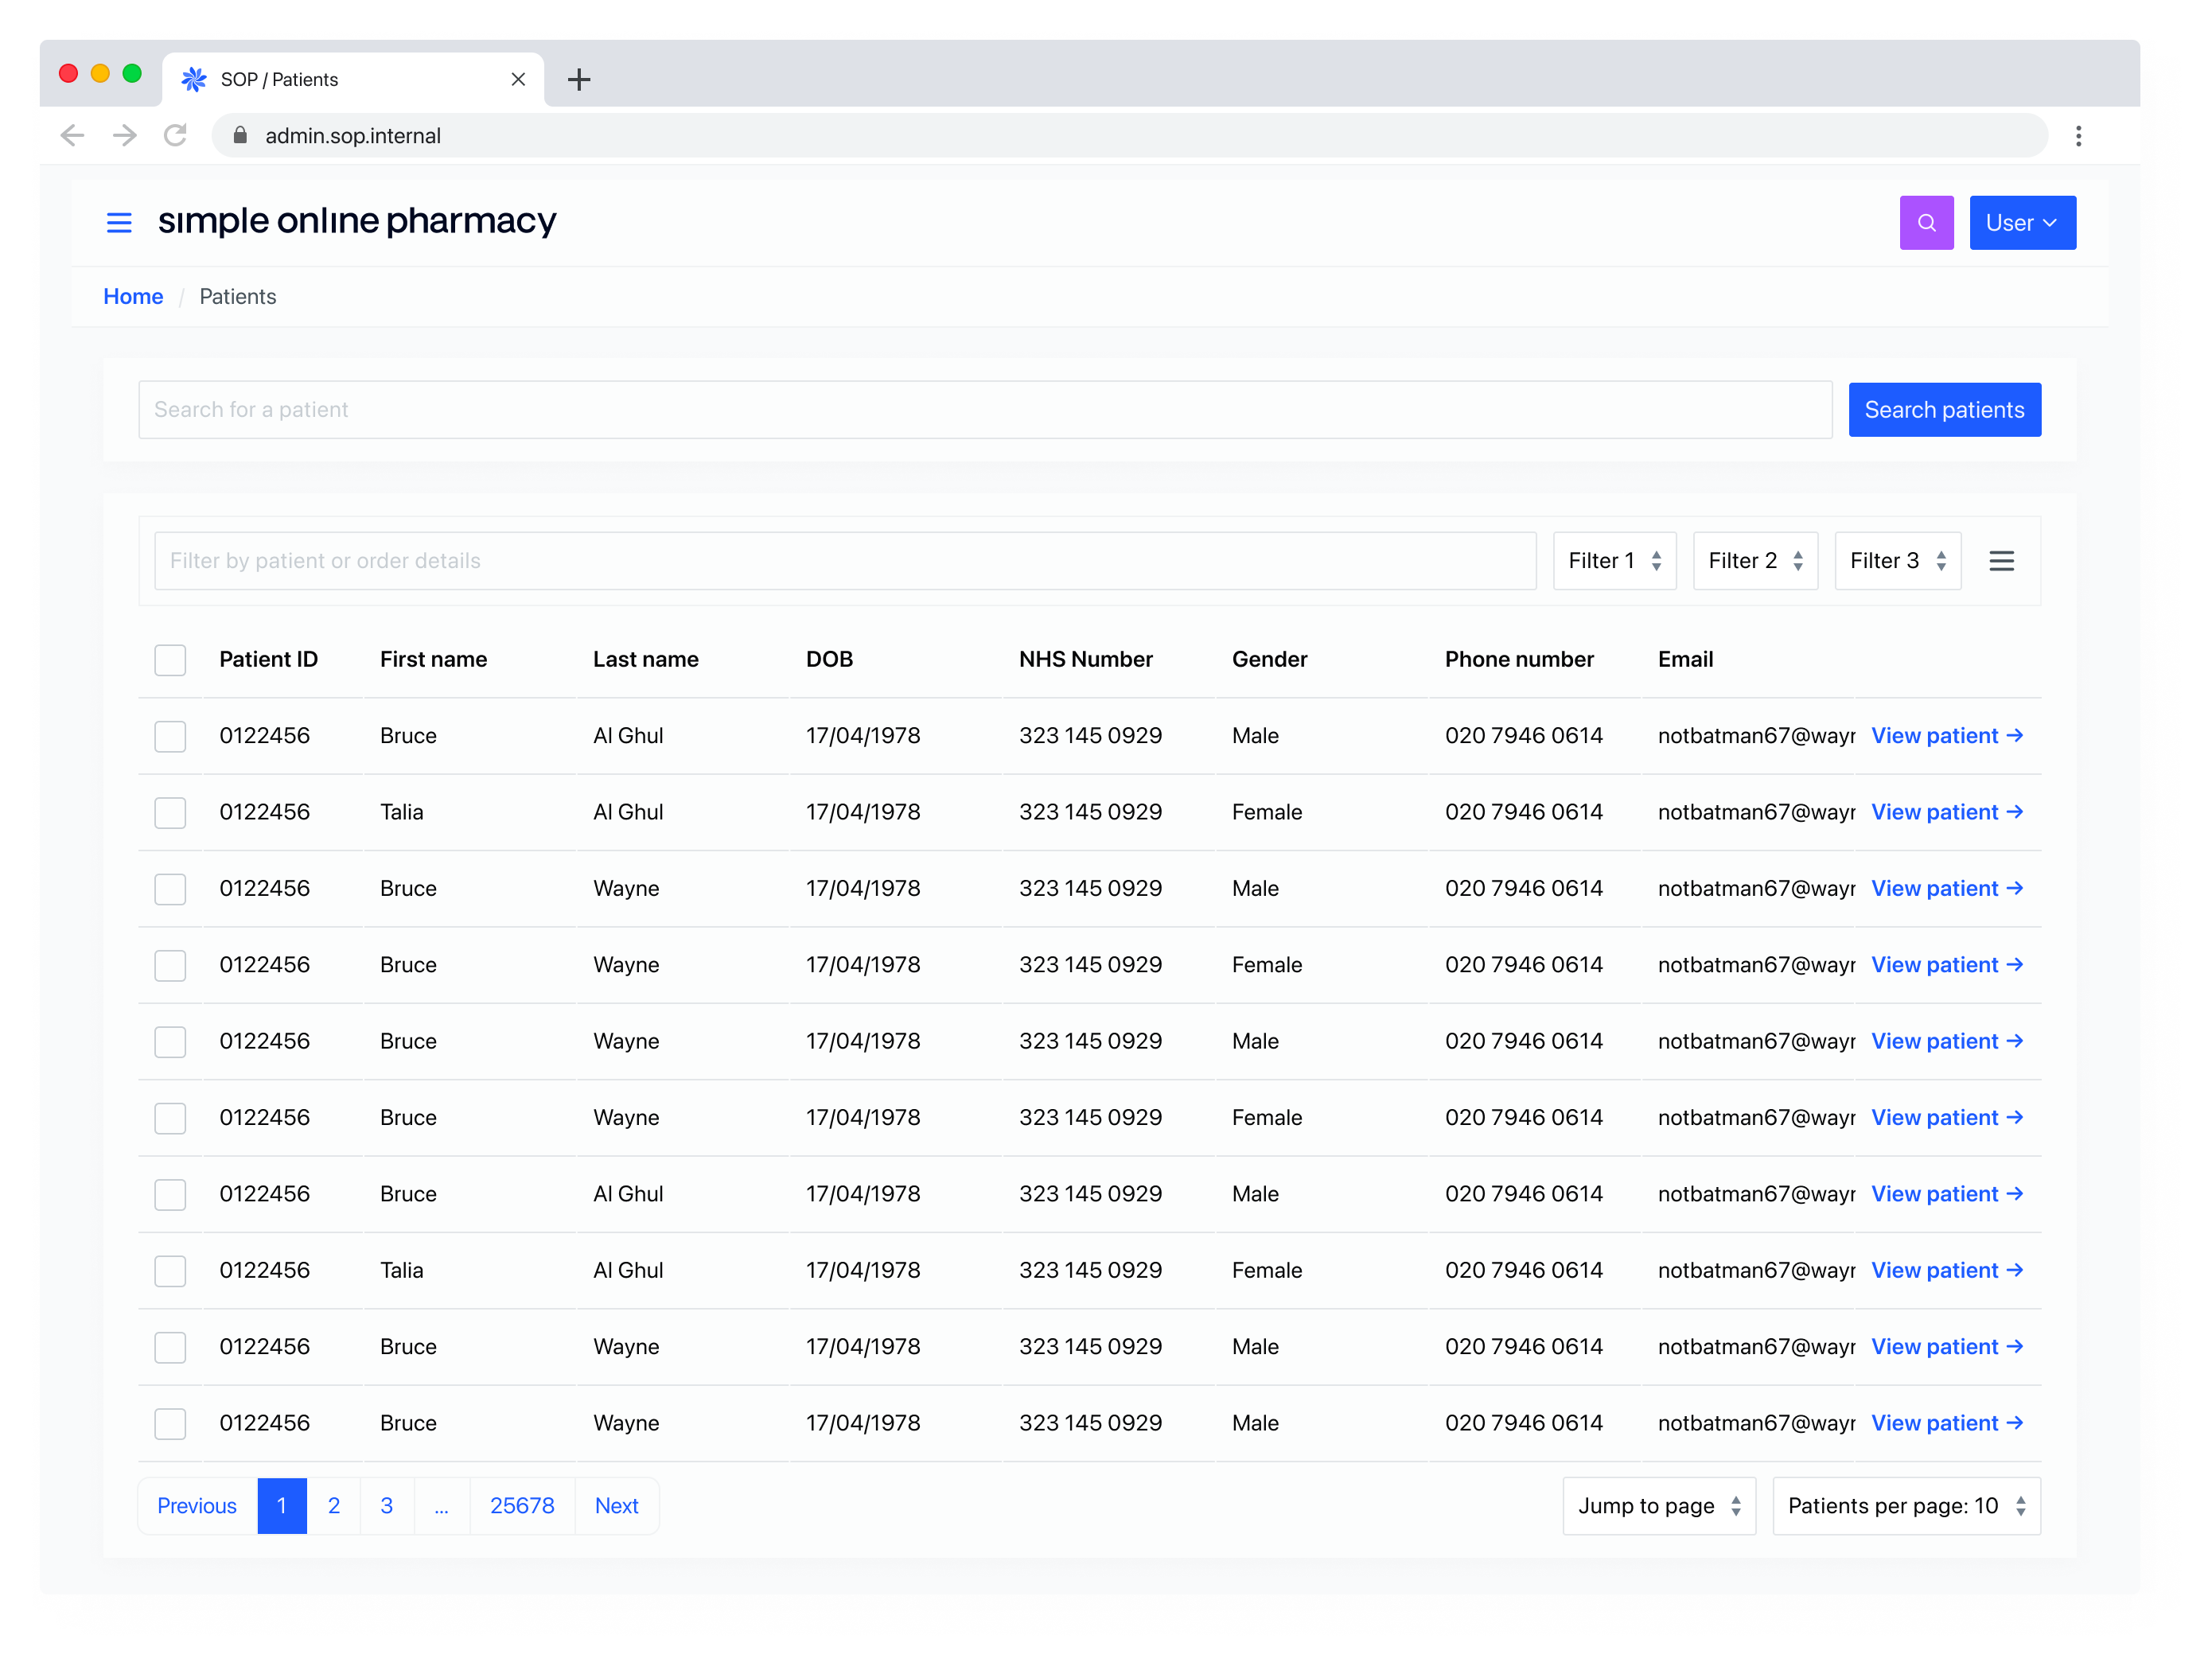 SOP / Patients
admin.sop.internal
simple online pharmacy
User
Home / Patients
Search for a patient
Search patients
Filter by patient or order details
Filter 1
Filter 2
Filter 3
Patient ID First name Last name DOB NHS Number Gender Phone number Email
0122456 Bruce Al Ghul 17/04/1978 323 145 0929 Male 020 7946 0614 notbatman67@wayr View patient →
0122456 Talia Al Ghul 17/04/1978 323 145 0929 Female 020 7946 0614 notbatman67@wayr View patient →
0122456 Bruce Wayne 17/04/1978 323 145 0929 Male 020 7946 0614 notbatman67@wayr View patient →
0122456 Bruce Wayne 17/04/1978 323 145 0929 Female 020 7946 0614 notbatman67@wayr View patient →
0122456 Bruce Wayne 17/04/1978 323 145 0929 Male 020 7946 0614 notbatman67@wayr View patient →
0122456 Bruce Wayne 17/04/1978 323 145 0929 Female 020 7946 0614 notbatman67@wayr View patient →
0122456 Bruce Al Ghul 17/04/1978 323 145 0929 Male 020 7946 0614 notbatman67@wayr View patient →
0122456 Talia Al Ghul 17/04/1978 323 145 0929 Female 020 7946 0614 notbatman67@wayr View patient →
0122456 Bruce Wayne 17/04/1978 323 145 0929 Male 020 7946 0614 notbatman67@wayr View patient →
0122456 Bruce Wayne 17/04/1978 323 145 0929 Male 020 7946 0614 notbatman67@wayr View patient →
Previous 1 2 3 ... 25678 Next
Jump to page
Patients per page: 10